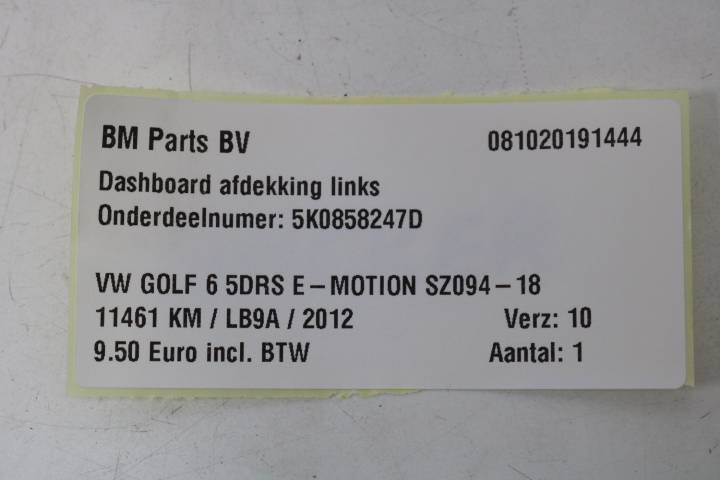 BM Parts BV 081020191444
Dashboard afdekking links
Onderdeelnumer: 5K0858247D
VW GOLF 6 5DRS E-MOTION SZ094-18
11461 KM / LB9A / 2012 Verz: 10
9.50 Euro incl. BTW Aantal: 1